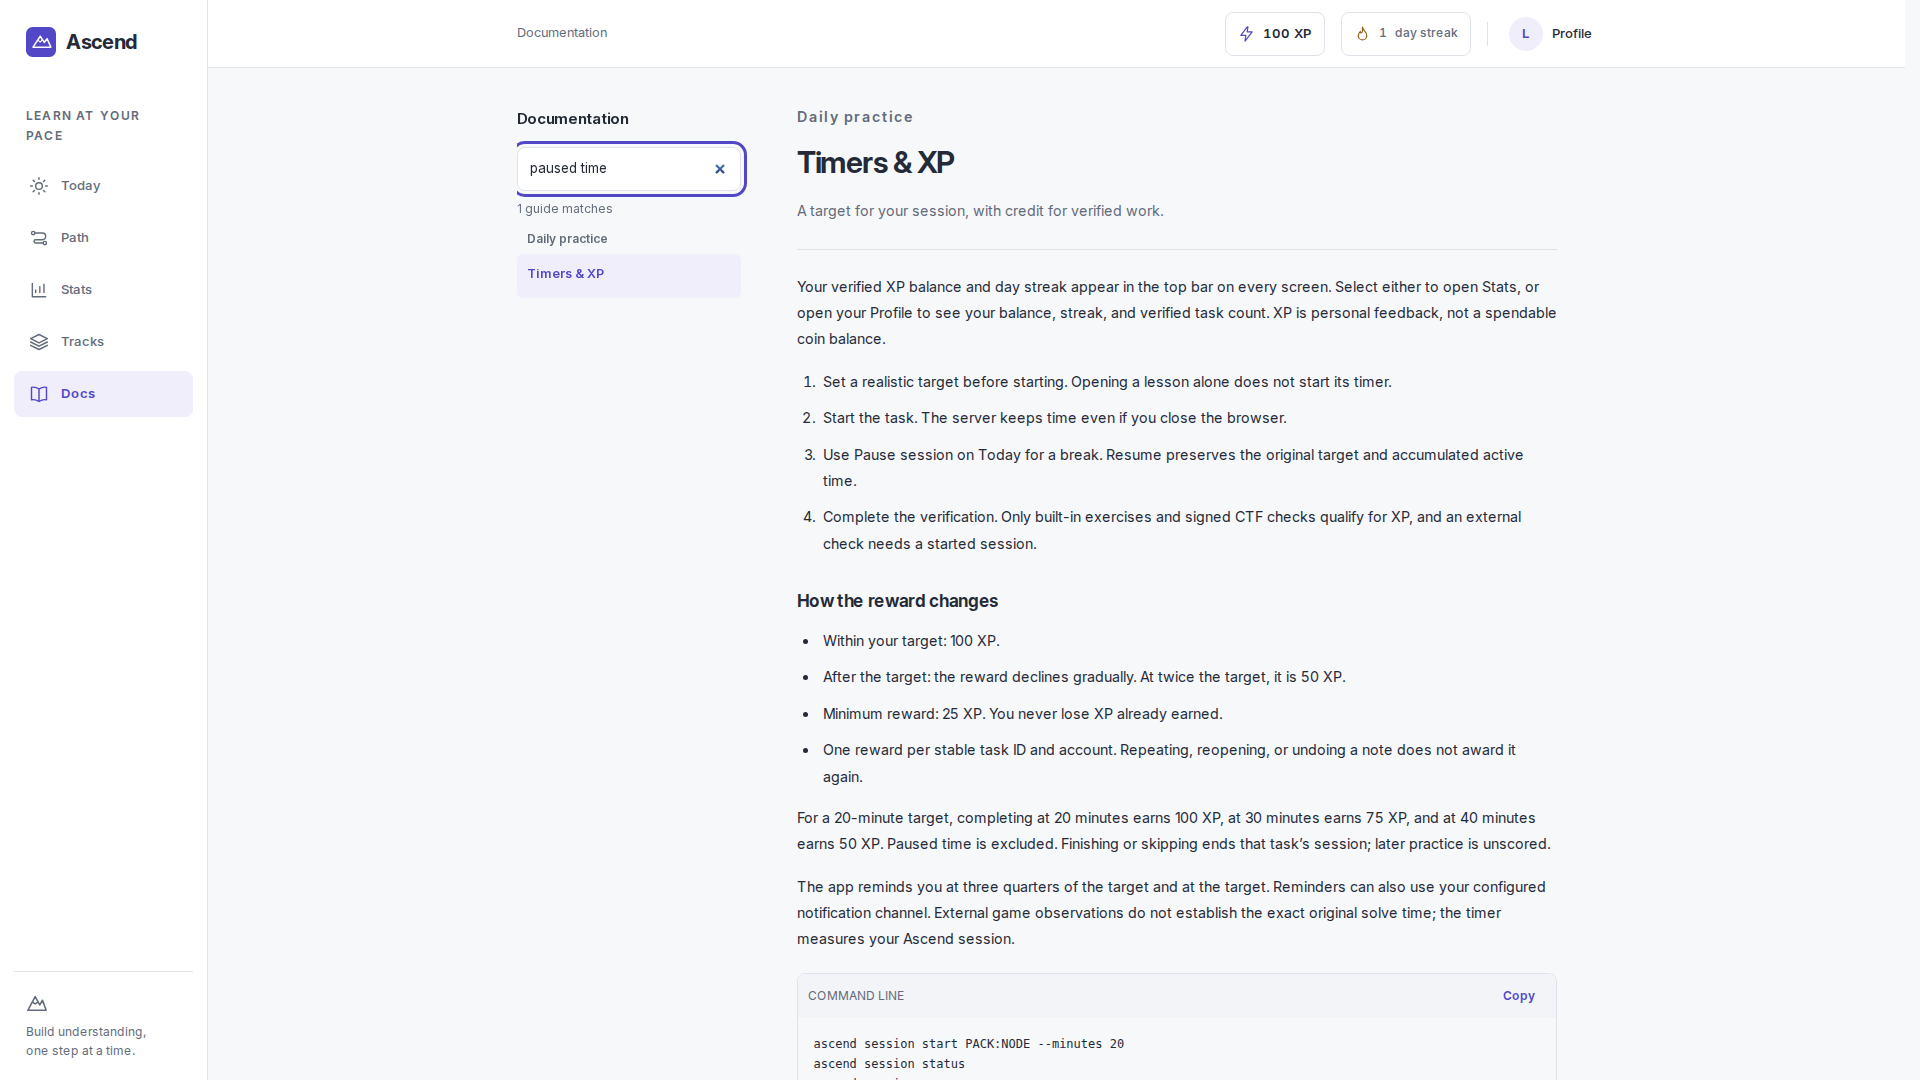 Ascend
LEARN AT YOUR
PACE
Today
Path
Stats
Tracks
Docs
Build understanding,
one step at a time.
Documentation
100 XP
1 day streak
L
Profile
Documentation
paused time
1 guide matches
Daily practice
Timers & XP
Daily practice
Timers & XP
A target for your session, with credit for verified work.
Your verified XP balance and day streak appear in the top bar on every screen. Select either to open Stats, or
open your Profile to see your balance, streak, and verified task count. XP is personal feedback, not a spendable
coin balance.
1. Set a realistic target before starting. Opening a lesson alone does not start its timer.
2. Start the task. The server keeps time even if you close the browser.
3. Use Pause session on Today for a break. Resume preserves the original target and accumulated active
time.
4. Complete the verification. Only built-in exercises and signed CTF checks qualify for XP, and an external
check needs a started session.
How the reward changes
• Within your target: 100 XP.
• After the target: the reward declines gradually. At twice the target, it is 50 XP.
• Minimum reward: 25 XP. You never lose XP already earned.
• One reward per stable task ID and account. Repeating, reopening, or undoing a note does not award it
again.
For a 20-minute target, completing at 20 minutes earns 100 XP, at 30 minutes earns 75 XP, and at 40 minutes
earns 50 XP. Paused time is excluded. Finishing or skipping ends that task’s session; later practice is unscored.
The app reminds you at three quarters of the target and at the target. Reminders can also use your configured
notification channel. External game observations do not establish the exact original solve time; the timer
measures your Ascend session.
COMMAND LINE
Copy
ascend session start PACK:NODE --minutes 20
ascend session status